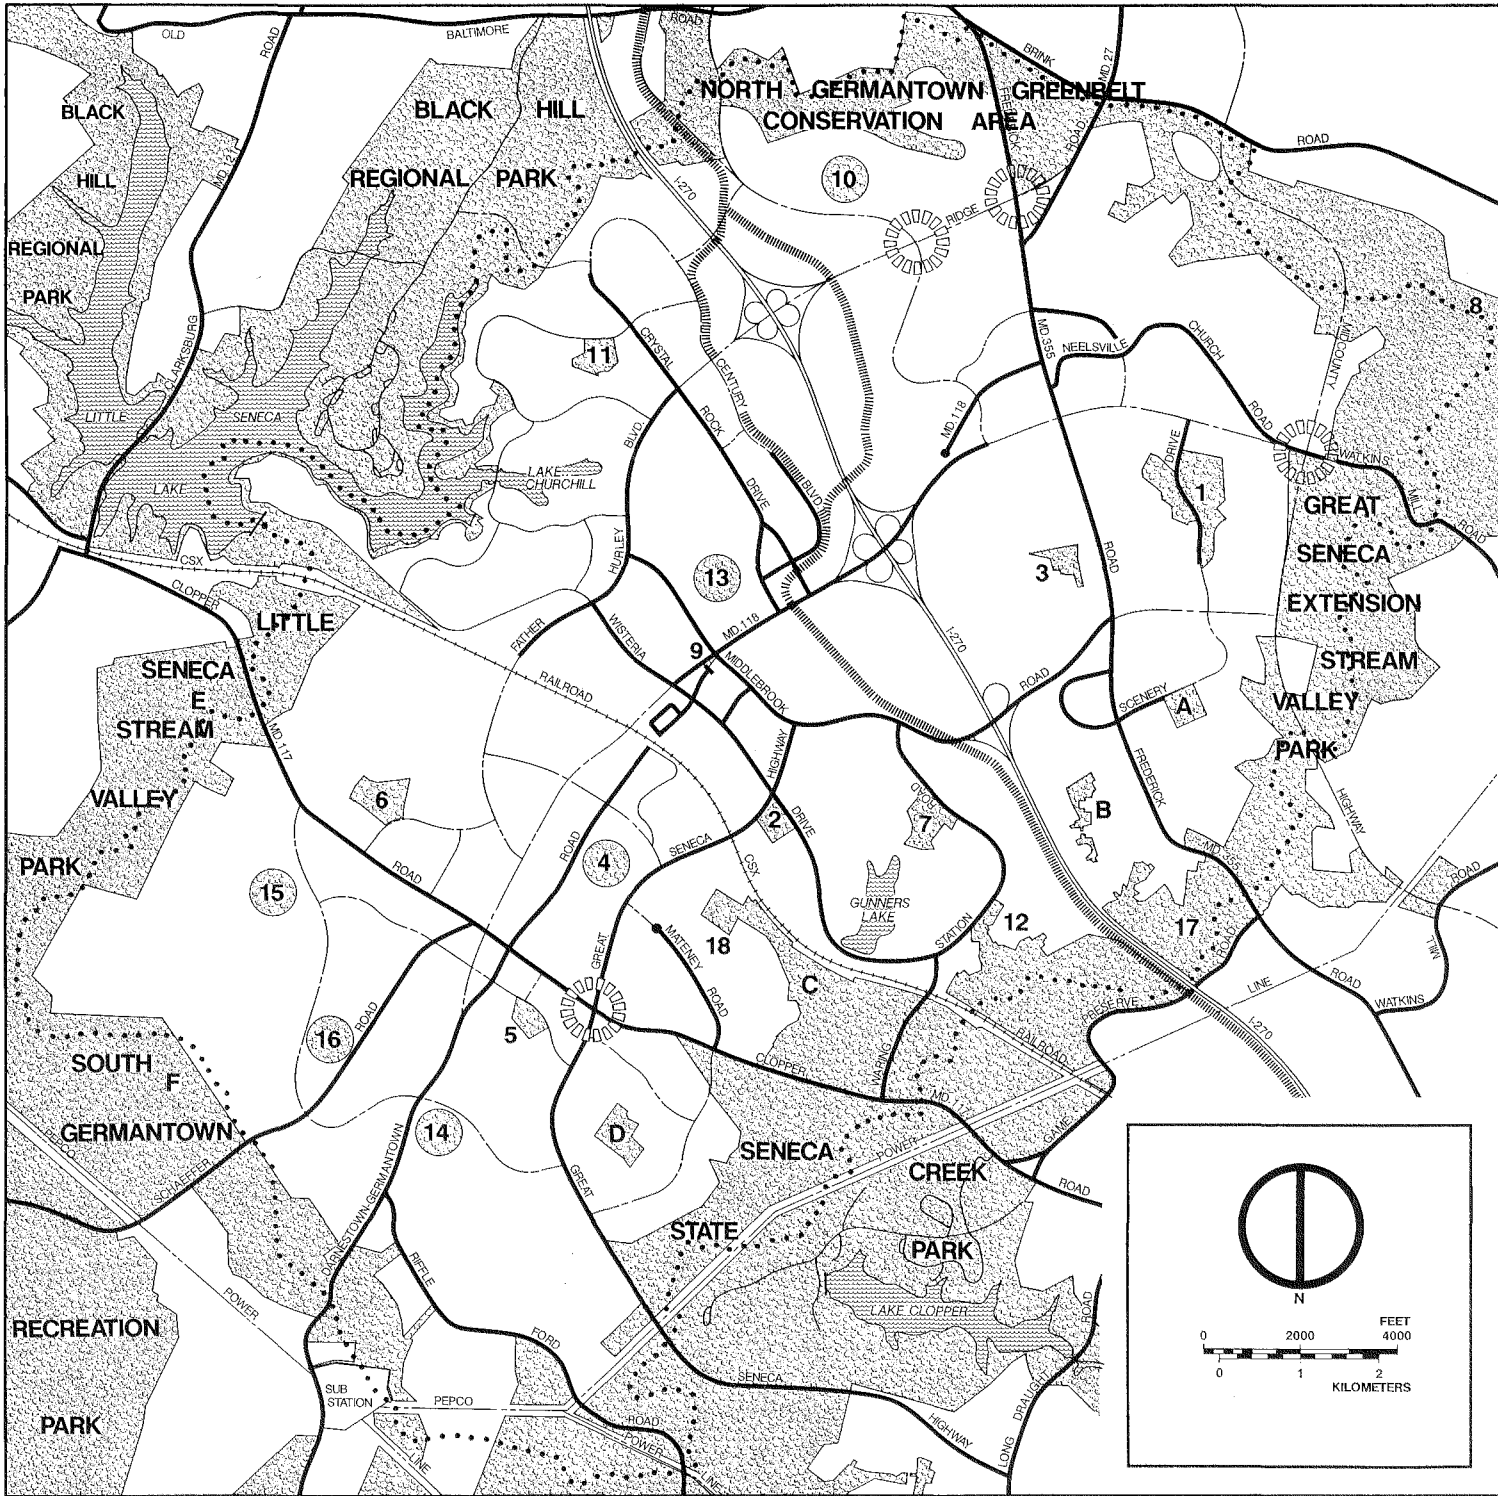 OLD
BALTIMORE
ROAD
ROAD
BRINK
MD 27
ROAD
ROAD
BLACK
HILL
REGIONAL
PARK
BLACK HILL
REGIONAL PARK
NORTH GERMANTOWN GREENBELT
CONSERVATION AREA
10
I-270
RIDGE
8
CLARKSBURG
11
CRYSTAL
ROCK
DRIVE
CENTURY
BLVD.
MD 355
NEELSVILLE
CHURCH
ROAD
MIDCOUNTY
HIGHWAY
MD 118
BLVD.
LITTLE
SENECA
LAKE
LAKE
CHURCHILL
DRIVE
1
WATKINS
MILL
ROAD
GREAT
SENECA
EXTENSION
STREAM
VALLEY
PARK
CSX
CLOPPER
HURLEY
FATHER
13
3
ROAD
WISTERIA
9
MD 118
MIDDLEBROOK
I-270
ROAD
RAILROAD
SCENERY
A
LITTLE
SENECA
E
STREAM
VALLEY
PARK
MD 117
HIGHWAY
DRIVE
FREDERICK
6
2
7
ROAD
B
ROAD
4
SENECA
CSX
ROAD
15
GUNNERS
LAKE
STATION
12
17
ROAD
MILL
ROAD
WATKINS
18
MATENEY
ROAD
GREAT
C
LINE
I-270
PRESERVE
RAILROAD
5
16
ROAD
SOUTH
F
GERMANTOWN
CLOPPER
WARING
MD
GAME
ROAD
14
D
PEPCO
SCHAEFFER
DARNESTOWN-GERMANTOWN
GREAT
SENECA
CREEK
STATE
PARK
POWER
LAKE CLOPPER
RECREATION
PARK
POWER
RIFFLE
FORD
ROAD
SUB
STATION
PEPCO
LINE
POWER
LINE
SENECA
HIGHWAY
LONG
DRAUGHT
ROAD
N
FEET
0 2000 4000
0 1 2
KILOMETERS